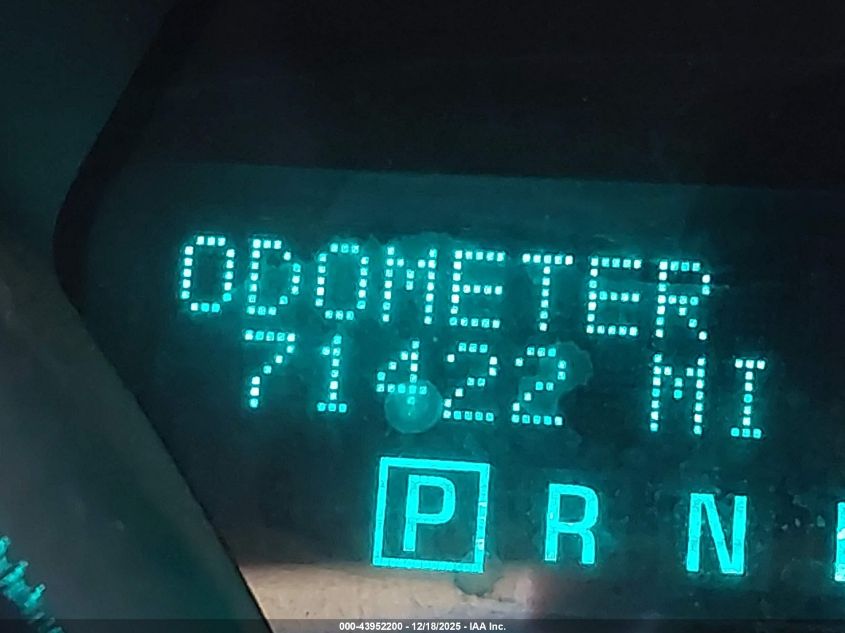 ODOMETER
71422 MI
P R N
000-43952200 - 12/18/2025 - IAA Inc.